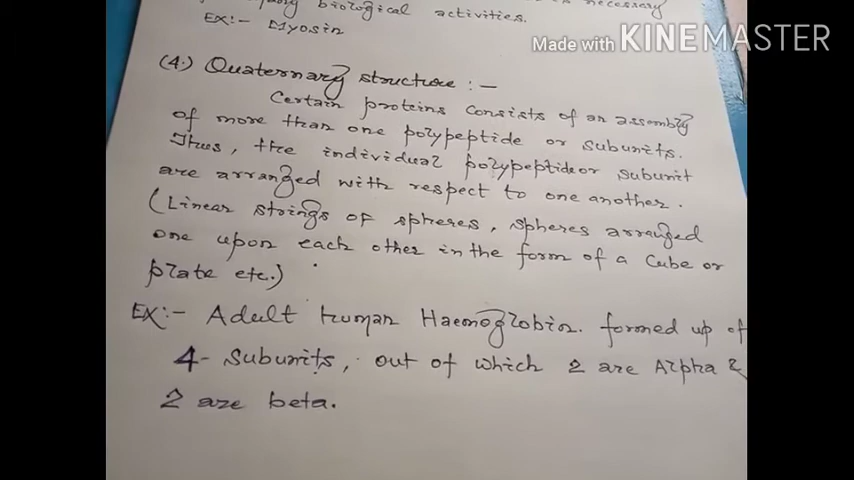 biological activities. necessary
Ex:- Myosin
Made with KINEMASTER
(4.) Quaternary structure :-
Certain proteins consists of an assembly
of more than one polypeptide or subunits.
Thus, the individual polypeptide or subunit
are arranged with respect to one another.
(Linear strings of spheres, spheres arranged
one upon each other in the form of a cube or
plate etc.)
Ex:- Adult human Haemoglobin. formed up of
4- subunits, out of which 2 are Alpha &
2 are beta.